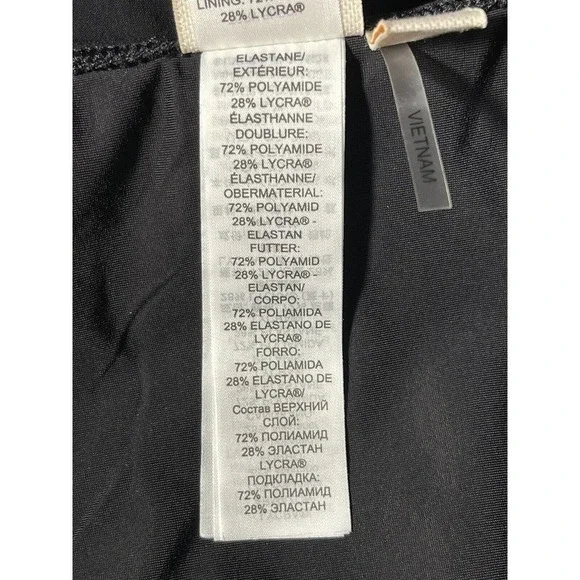 LINING: 72%
28% LYCRA®
ELASTANE/
EXTÉRIEUR:
72% POLYAMIDE
28% LYCRA®
ÉLASTHANNE
DOUBLURE:
72% POLYAMIDE
28% LYCRA®
ÉLASTHANNE/
OBERMATERIAL:
72% POLYAMID
28% LYCRA® -
ELASTAN
FUTTER:
72% POLYAMID
28% LYCRA® -
ELASTAN/
CORPO:
72% POLIAMIDA
28% ELASTANO DE
LYCRA®
FORRO:
72% POLIAMIDA
28% ELASTANO DE
LYCRA®/
Состав ВЕРХНИЙ
СЛОЙ:
72% ПОЛИАМИД
28% ЭЛАСТАН
LYCRA®
ПОДКЛАДКА:
72% ПОЛИАМИД
28% ЭЛАСТАН
VIETNAM